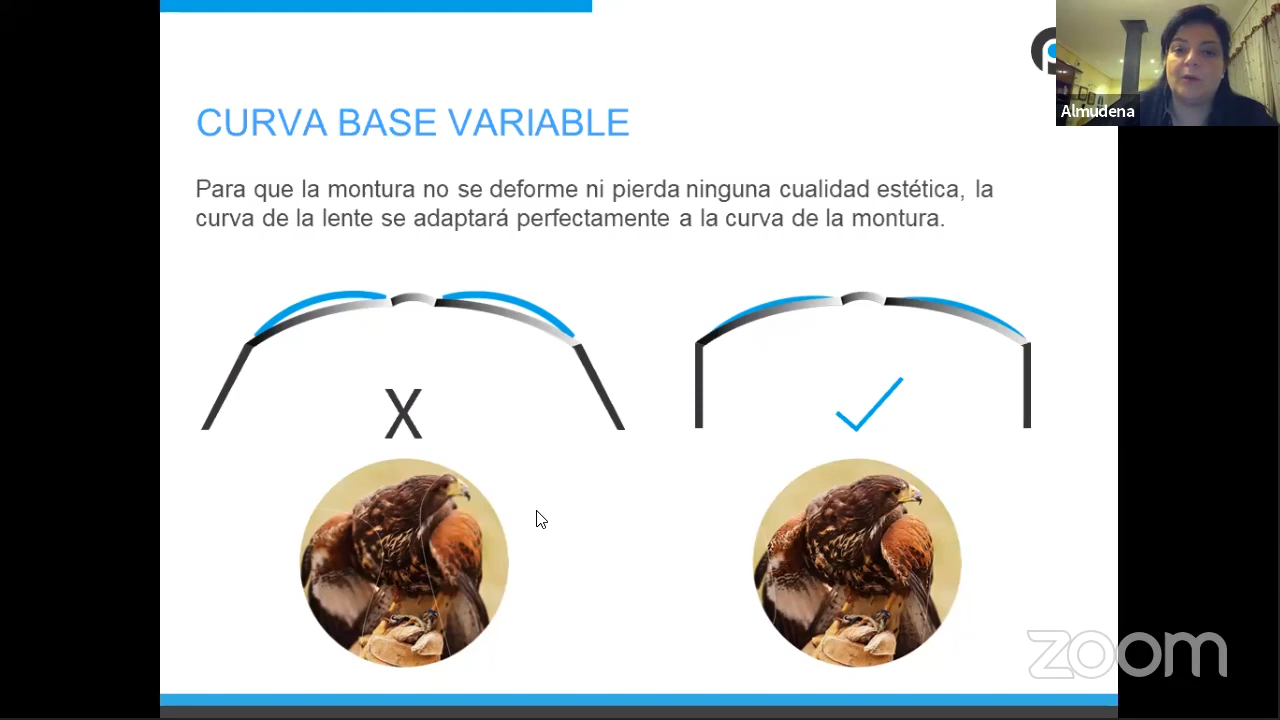 Almudena
CURVA BASE VARIABLE
Para que la montura no se deforme ni pierda ninguna cualidad estética, la
curva de la lente se adaptará perfectamente a la curva de la montura.
X
zoom